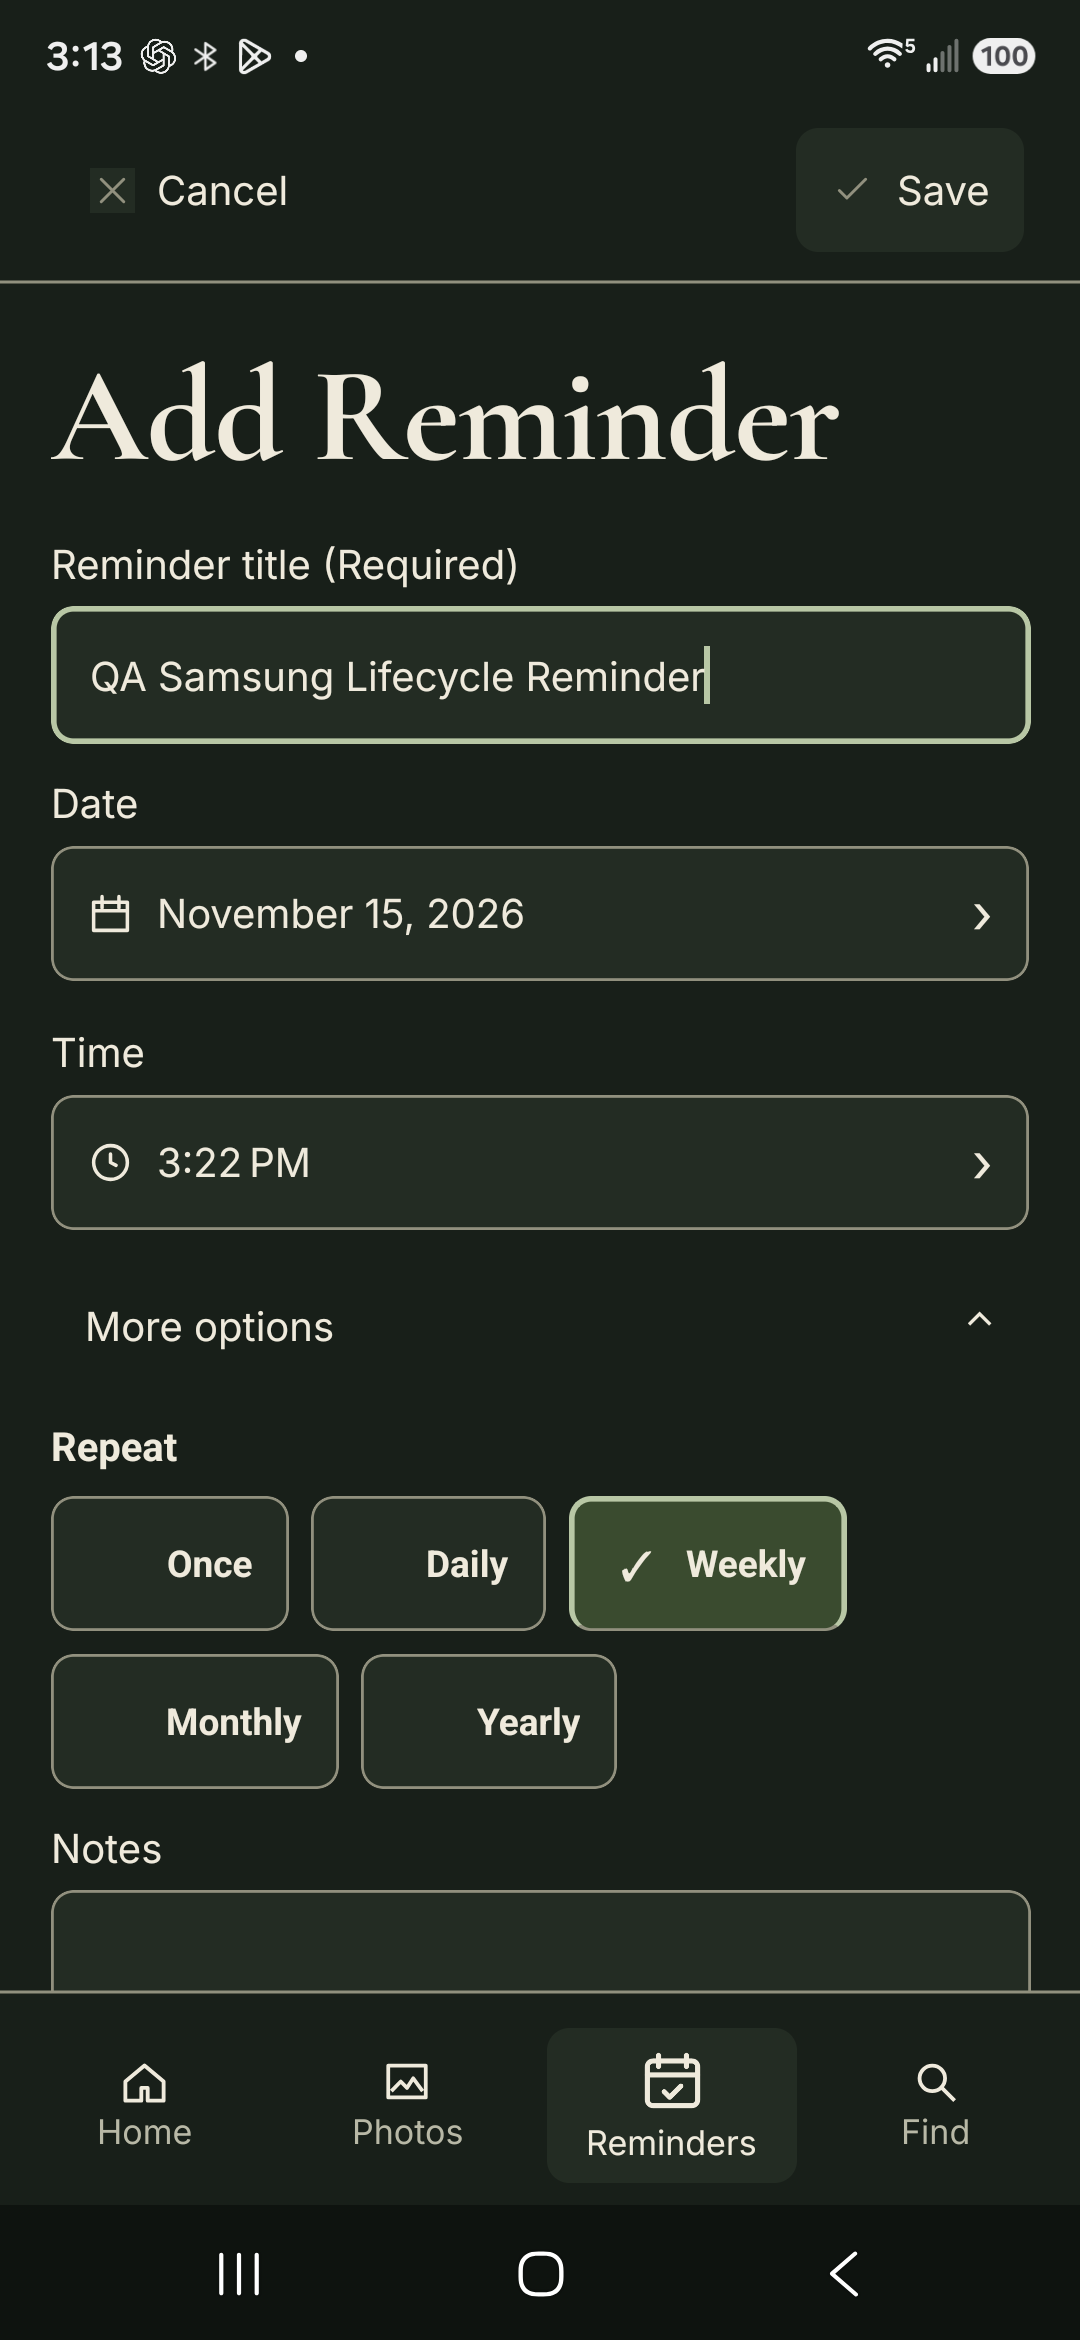 3:13
5
100
Cancel
Save
Add Reminder
Reminder title (Required)
QA Samsung Lifecycle Reminder
Date
November 15, 2026
Time
3:22 PM
More options
Repeat
Once
Daily
✓ Weekly
Monthly
Yearly
Notes
Home
Photos
Reminders
Find